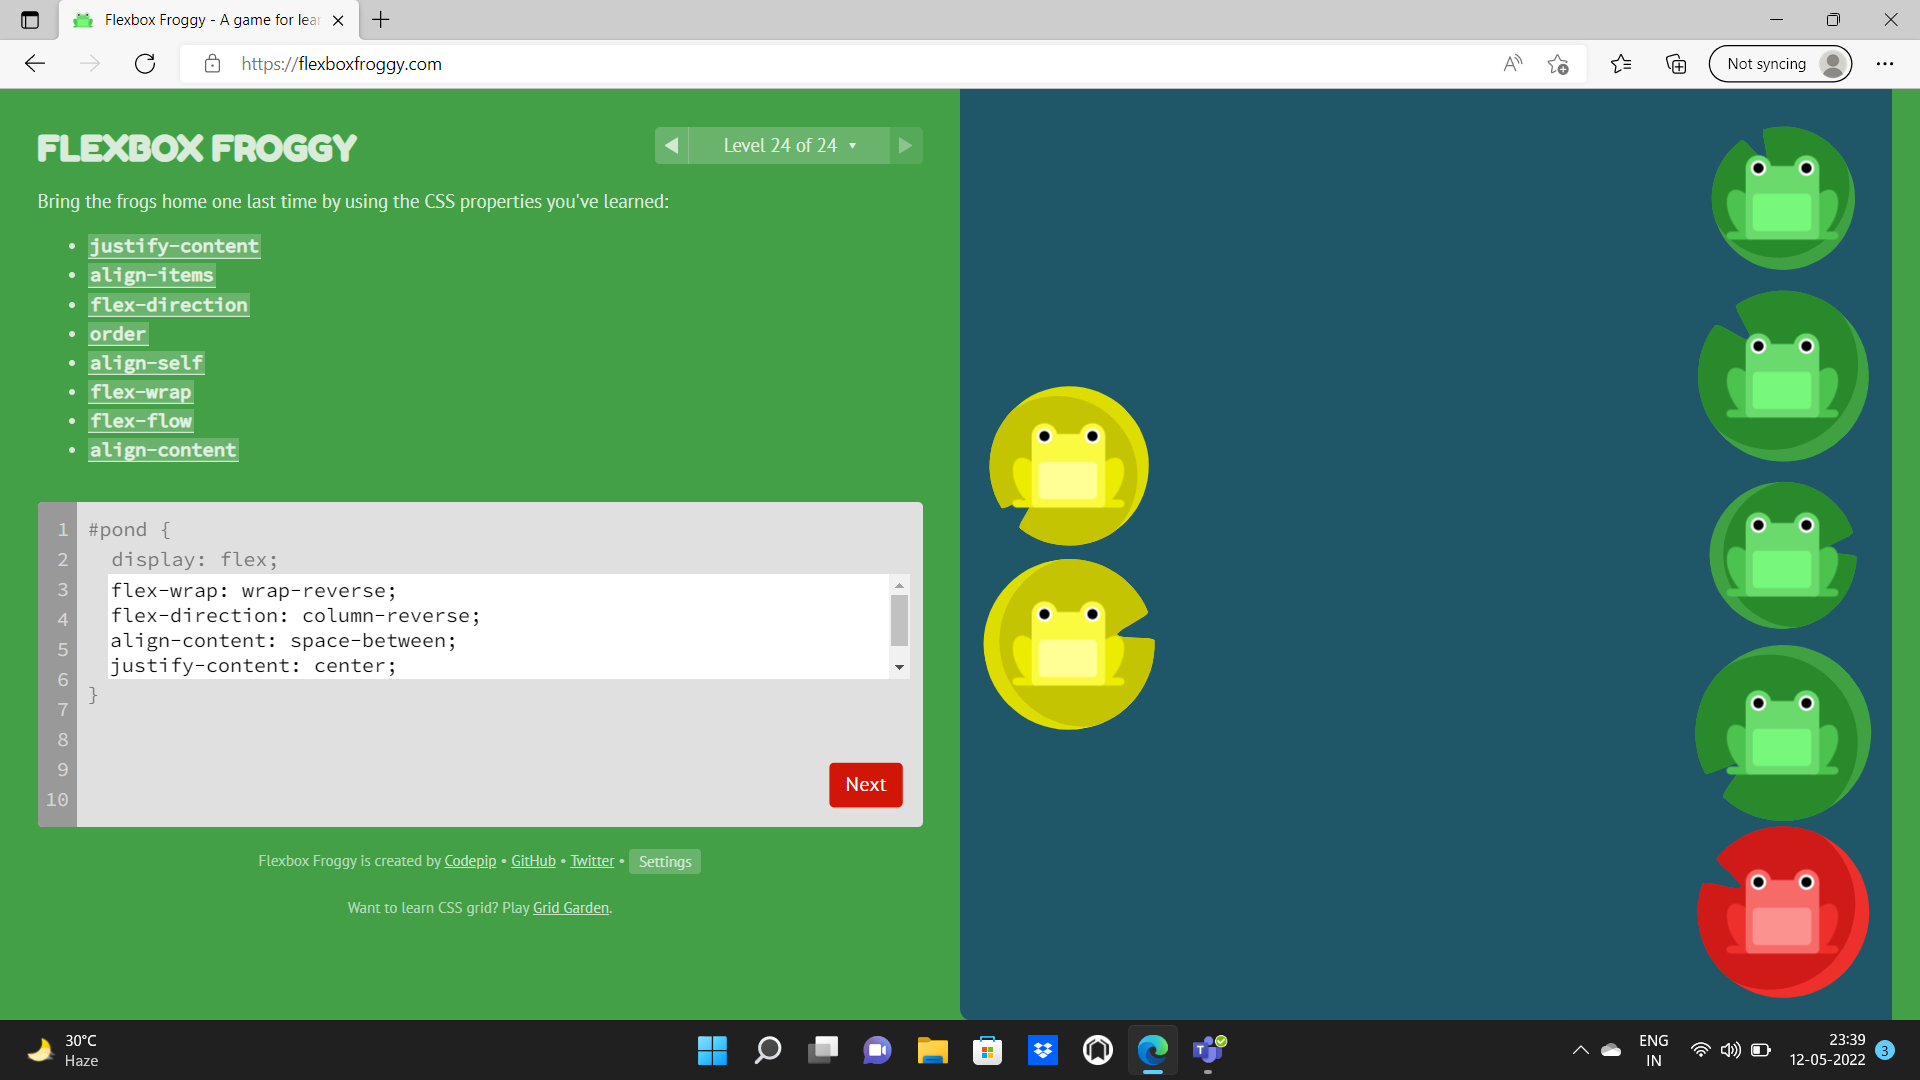 Flexbox Froggy - A game for lea
https://flexboxfroggy.com
Not syncing
FLEXBOX FROGGY
Level 24 of 24
Bring the frogs home one last time by using the CSS properties you've learned:
justify-content
align-items
flex-direction
order
align-self
flex-wrap
flex-flow
align-content
1 #pond {
2 display: flex;
3 flex-wrap: wrap-reverse;
4 flex-direction: column-reverse;
5 align-content: space-between;
6 justify-content: center;
}
7
8
9
10
Next
Flexbox Froggy is created by Codepip • GitHub • Twitter • Settings
Want to learn CSS grid? Play Grid Garden.
30°C
Haze
ENG
IN
23:39
12-05-2022
3